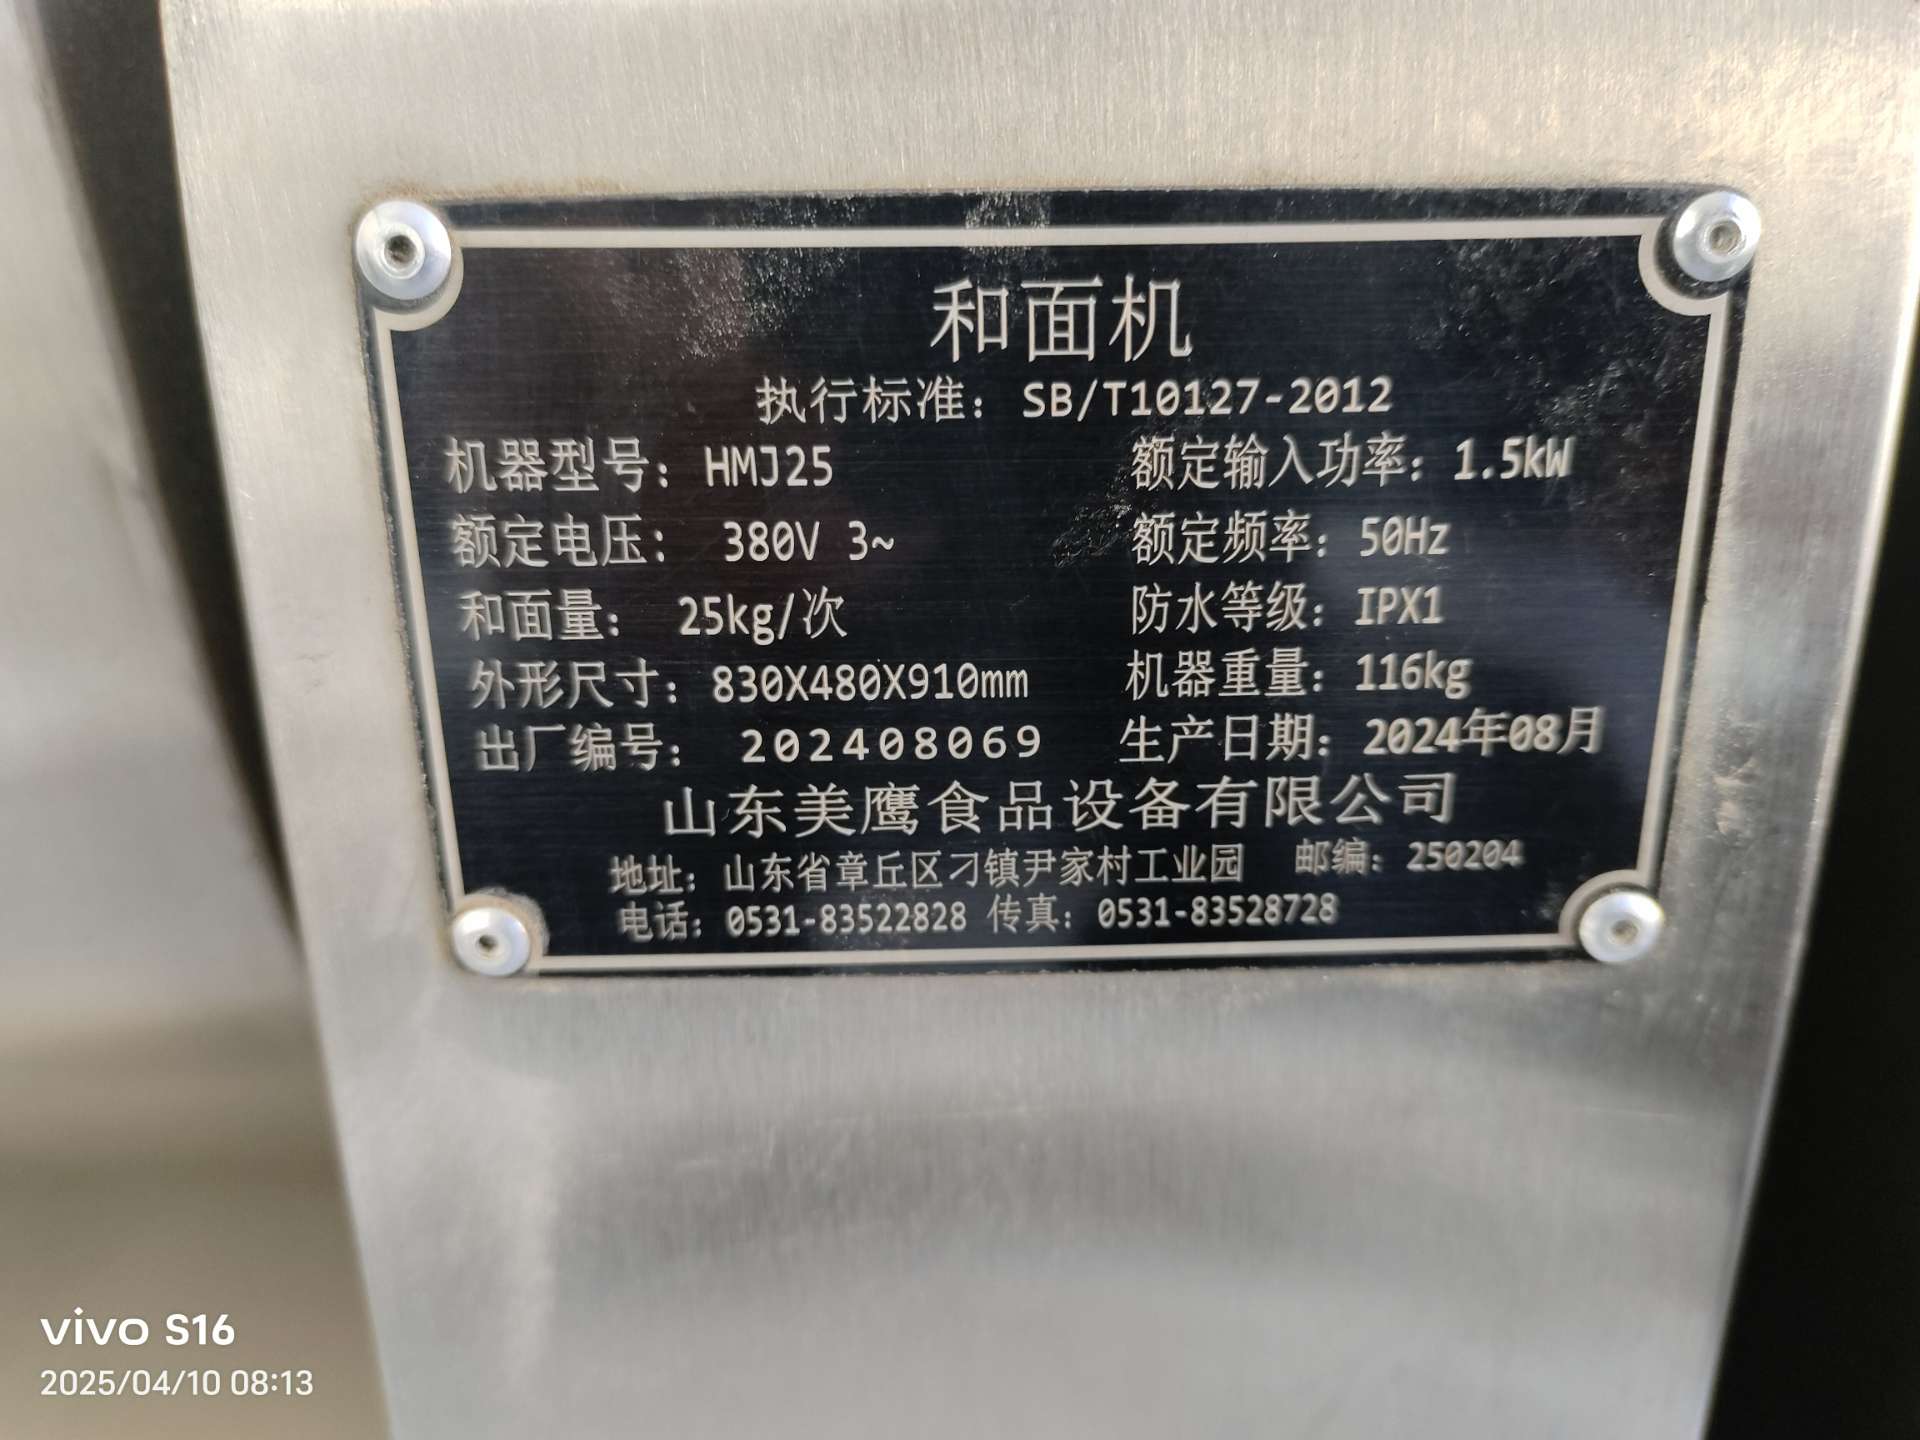 和面机
执行标准：SB/T10127-2012
机器型号：HMJ25 额定输入功率：1.5kW
额定电压： 380V 3~ 额定频率：50Hz
和面量： 25kg/次 防水等级：IPX1
外形尺寸：830X480X910mm 机器重量：116kg
出厂编号： 202408069 生产日期：2024年08月
山东美鹰食品设备有限公司
地址：山东省章丘区刁镇尹家村工业园 邮编：250204
电话：0531-83522828 传真：0531-83528728
vivo S16
2025/04/10 08:13